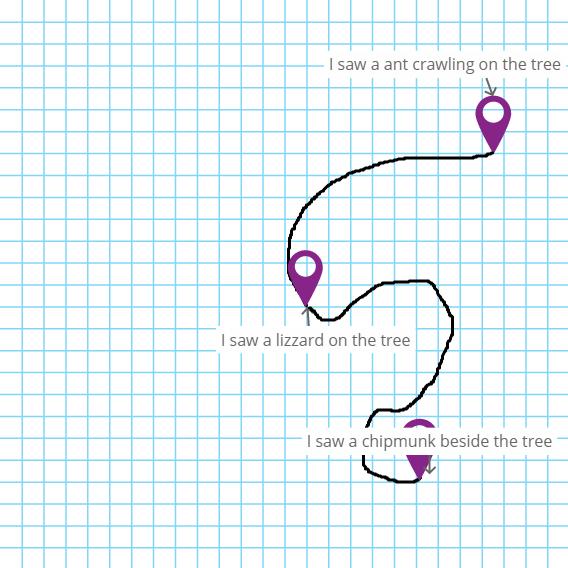 I saw a ant crawling on the tree
I saw a lizzard on the tree
I saw a chipmunk beside the tree